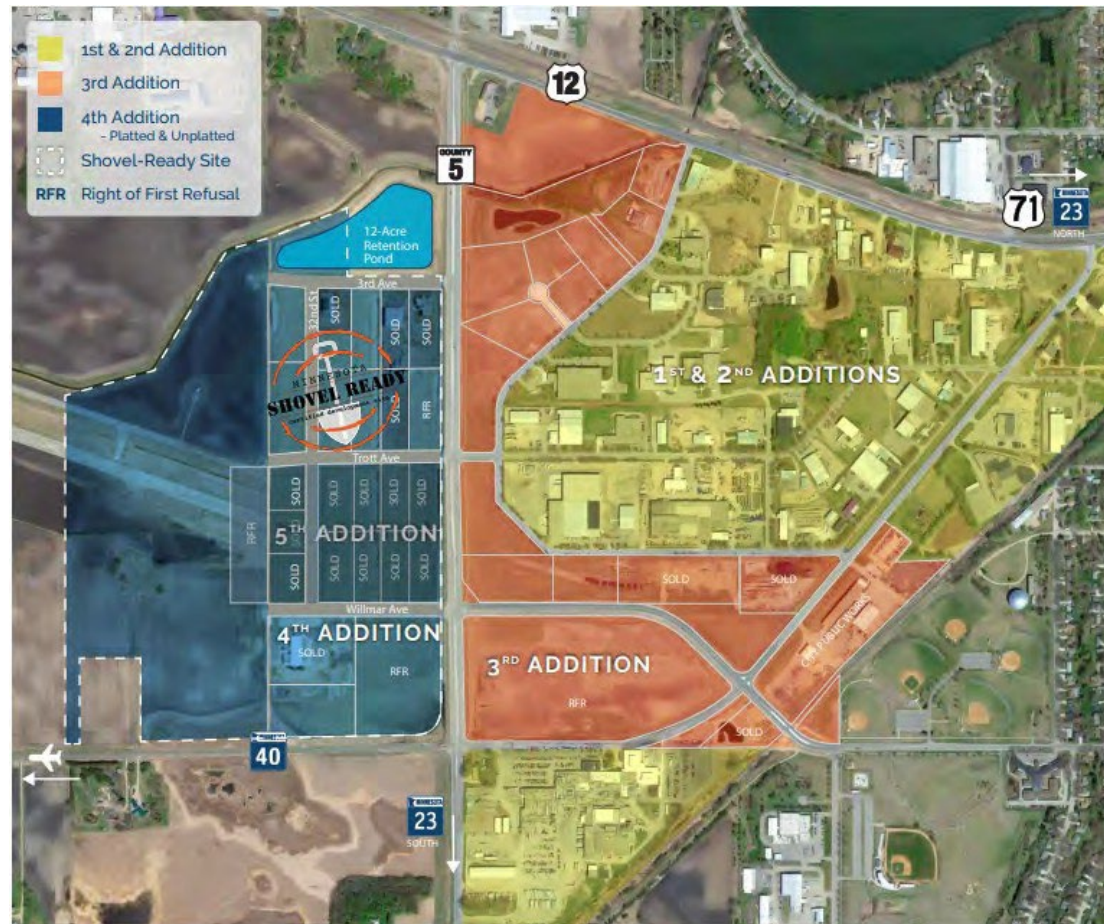 1st & 2nd Addition
3rd Addition
4th Addition
- Platted & Unplatted
Shovel-Ready Site
RFR Right of First Refusal
12
COUNTY
5
71
23
NORTH
12-Acre
Retention
Pond
3rd Ave
32nd St
SOLD
SOLD
SOLD
MINNESOTA
SHOVEL READY
SOLD
RFR
1ST & 2ND ADDITIONS
Trott Ave
RFR
SOLD
SOLD
SOLD
SOLD
SOLD
5TH ADDITION
SOLD
SOLD
SOLD
SOLD
SOLD
SOLD
SOLD
Willmar Ave
4TH ADDITION
SOLD
RFR
3RD ADDITION
RFR
PUBLIC WORKS
SOLD
40
23
SOUTH